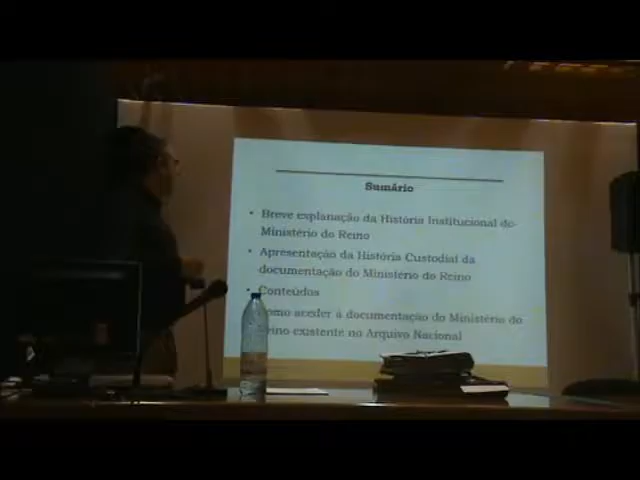 Sumário
• Breve explanação da História Institucional do
Ministério do Reino
• Apresentação da História Custodial da
documentação do Ministério do Reino
• Conteúdos
omo aceder à documentação do Ministério do
eino existente no Arquivo Nacional